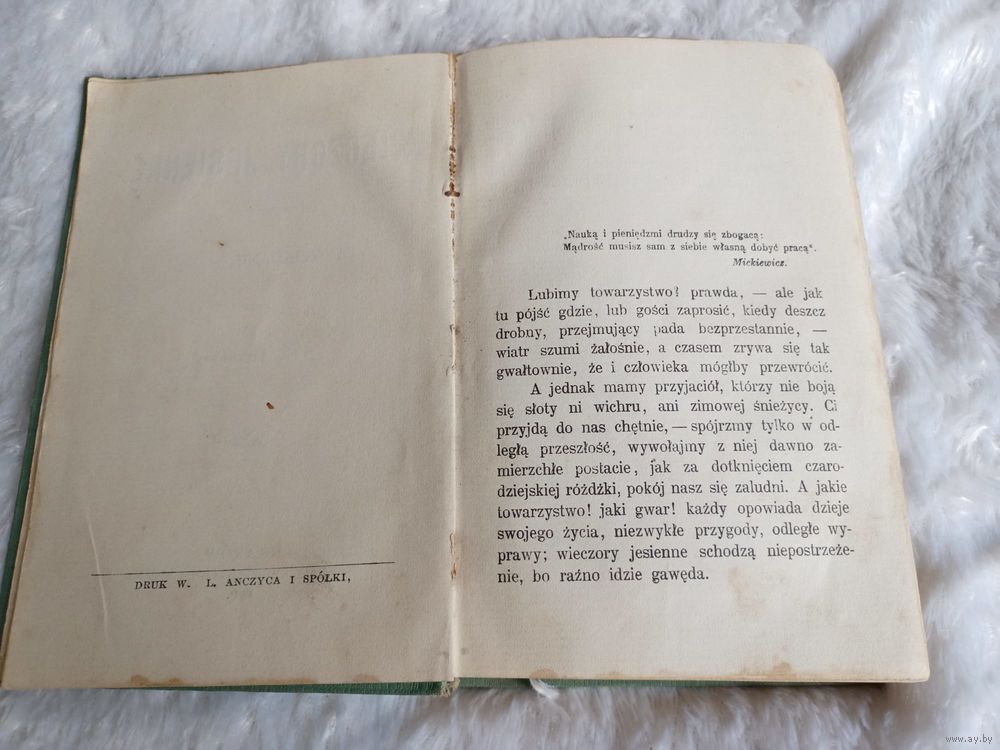 DRUK W. L. ANCZYCA I SPÓŁKI,
„Nauką i pieniędzmi drudzy się zbogacą:
Mądrość musisz sam z siebie własną dobyć pracą“.
Mickiewicz.
Lubimy towarzystwo? prawda, — ale jak
tu pójść gdzie, lub gości zaprosić, kiedy deszcz
drobny, przejmujący pada bezprzestannie, —
wiatr szumi żałośnie, a czasem zrywa się tak
gwałtownie, że i człowieka mógłby przewrócić.
A jednak mamy przyjaciół, którzy nie boją
się słoty ni wichru, ani zimowej śnieżycy. Ci
przyjdą do nas chętnie, — spójrzmy tylko w od-
ległą przeszłość, wywołajmy z niej dawno za-
mierzchłe postacie, jak za dotknięciem czaro-
dziejskiej różdżki, pokój nasz się zaludni. A jakie
towarzystwo! jaki gwar! każdy opowiada dzieje
swojego życia, niezwykłe przygody, odległe wy-
prawy; wieczory jesienne schodzą niepostrzeże-
nie, bo raźno idzie gawęda.
www.ay.by